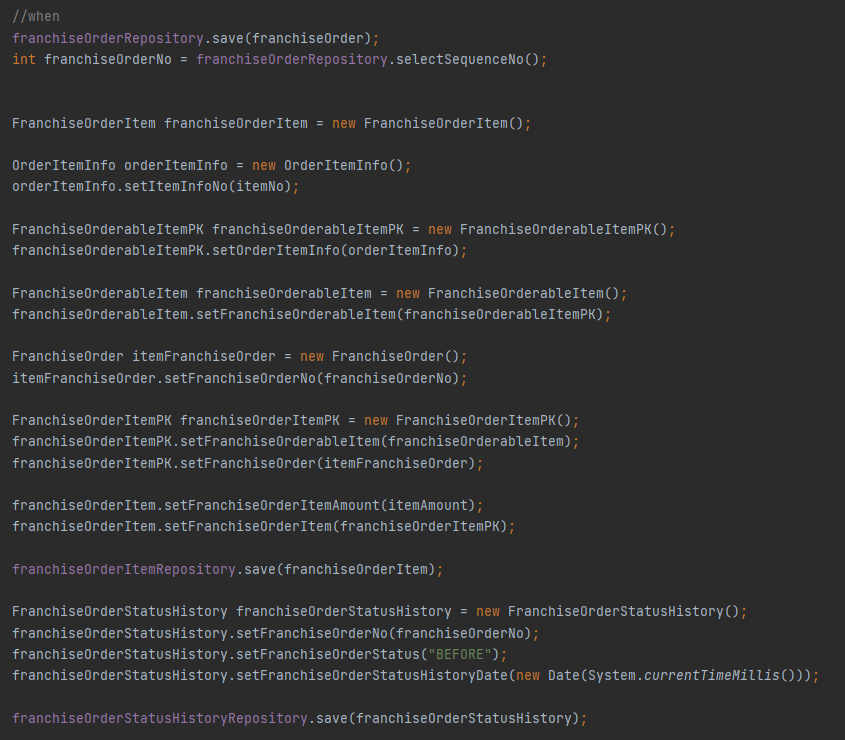 //when
franchiseOrderRepository.save(franchiseOrder);
int franchiseOrderNo = franchiseOrderRepository.selectSequenceNo();
FranchiseOrderItem franchiseOrderItem = new FranchiseOrderItem();
OrderItemInfo orderItemInfo = new OrderItemInfo();
orderItemInfo.setItemInfoNo(itemNo);
FranchiseOrderableItemPK franchiseOrderableItemPK = new FranchiseOrderableItemPK();
franchiseOrderableItemPK.setOrderItemInfo(orderItemInfo);
FranchiseOrderableItem franchiseOrderableItem = new FranchiseOrderableItem();
franchiseOrderableItem.setFranchiseOrderableItem(franchiseOrderableItemPK);
FranchiseOrder itemFranchiseOrder = new FranchiseOrder();
itemFranchiseOrder.setFranchiseOrderNo(franchiseOrderNo);
FranchiseOrderItemPK franchiseOrderItemPK = new FranchiseOrderItemPK();
franchiseOrderItemPK.setFranchiseOrderableItem(franchiseOrderableItem);
franchiseOrderItemPK.setFranchiseOrder(itemFranchiseOrder);
franchiseOrderItem.setFranchiseOrderItemAmount(itemAmount);
franchiseOrderItem.setFranchiseOrderItem(franchiseOrderItemPK);
franchiseOrderItemRepository.save(franchiseOrderItem);
FranchiseOrderStatusHistory franchiseOrderStatusHistory = new FranchiseOrderStatusHistory();
franchiseOrderStatusHistory.setFranchiseOrderNo(franchiseOrderNo);
franchiseOrderStatusHistory.setFranchiseOrderStatus("BEFORE");
franchiseOrderStatusHistory.setFranchiseOrderStatusHistoryDate(new Date(System.currentTimeMillis()));
franchiseOrderStatusHistoryRepository.save(franchiseOrderStatusHistory);